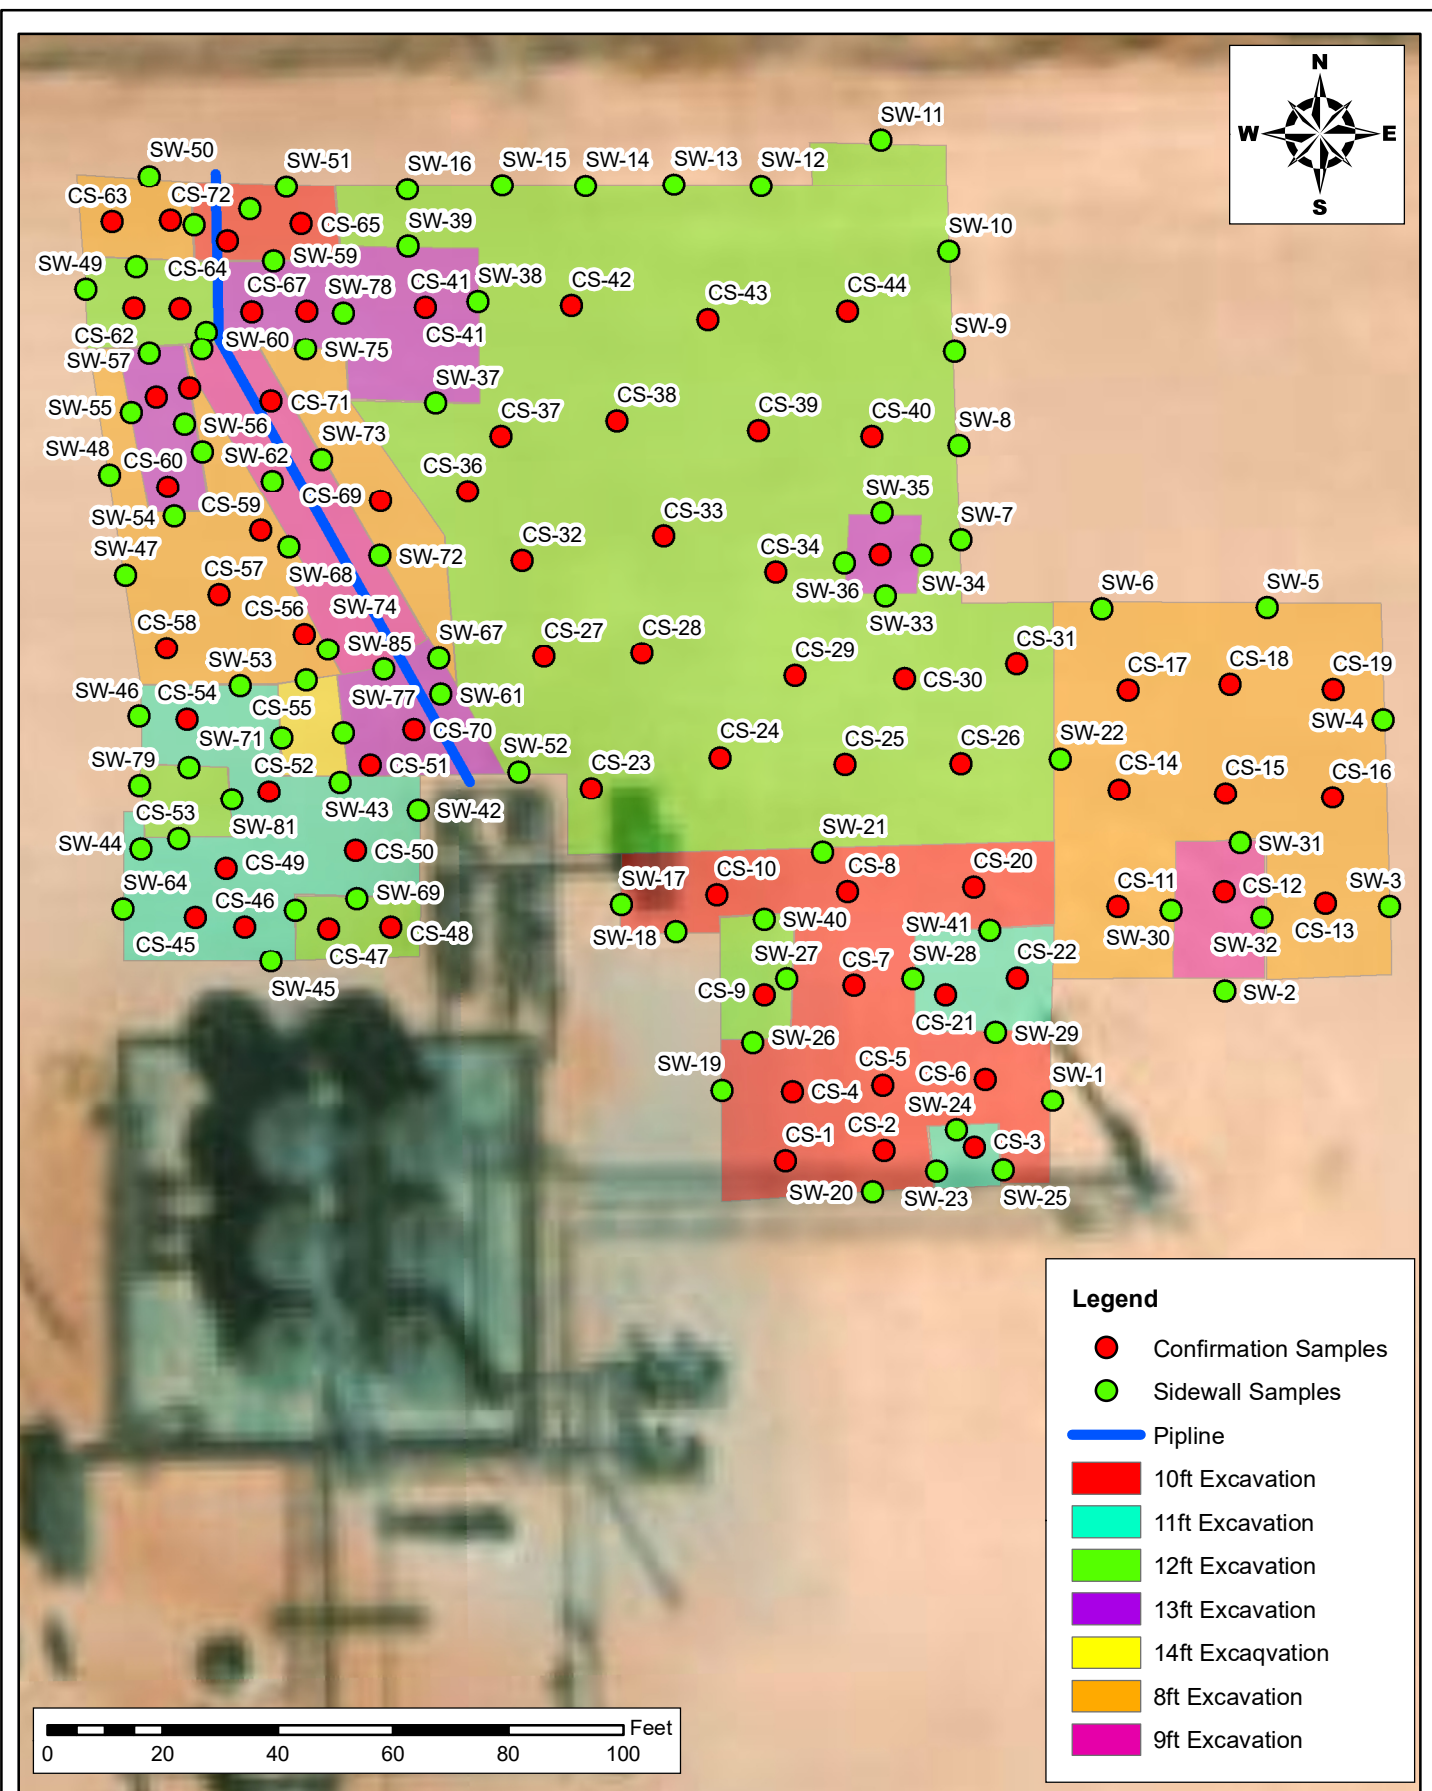 N
W E
S
SW-11
SW-50
SW-51
SW-16
SW-15
SW-14
SW-13
SW-12
CS-63
CS-72
CS-65
SW-39
SW-10
SW-49
CS-64
SW-59
CS-67
SW-78
CS-41
SW-38
CS-42
CS-43
CS-44
CS-62
SW-60
SW-75
CS-41
SW-9
SW-57
SW-37
CS-71
CS-37
CS-38
CS-39
CS-40
SW-8
SW-55
SW-56
SW-73
SW-48
CS-60
SW-62
CS-69
CS-36
SW-35
SW-7
SW-54
CS-59
CS-32
CS-33
CS-34
SW-47
CS-57
SW-68
SW-72
SW-36
SW-34
SW-33
SW-6
SW-5
CS-58
CS-56
SW-74
SW-85
SW-67
CS-27
CS-28
CS-29
CS-30
CS-31
CS-17
CS-18
CS-19
SW-53
SW-46
CS-54
CS-55
SW-77
SW-61
SW-4
SW-71
CS-70
SW-79
CS-52
CS-51
SW-52
CS-23
CS-24
CS-25
CS-26
SW-22
CS-14
CS-15
CS-16
CS-53
SW-43
SW-42
SW-81
SW-44
CS-49
CS-50
SW-21
SW-31
SW-64
CS-46
SW-69
SW-17
CS-10
CS-8
CS-20
CS-11
CS-12
SW-3
CS-45
CS-47
CS-48
SW-18
SW-40
SW-41
SW-30
SW-32
CS-13
SW-45
SW-27
CS-7
SW-28
CS-22
CS-9
CS-21
SW-2
SW-26
SW-29
SW-19
CS-4
CS-5
CS-6
SW-1
SW-24
CS-1
CS-2
CS-3
SW-20
SW-23
SW-25
Legend
Confirmation Samples
Sidewall Samples
Pipline
10ft Excavation
11ft Excavation
12ft Excavation
13ft Excavation
14ft Excaqvation
8ft Excavation
9ft Excavation
Feet
0 20 40 60 80 100